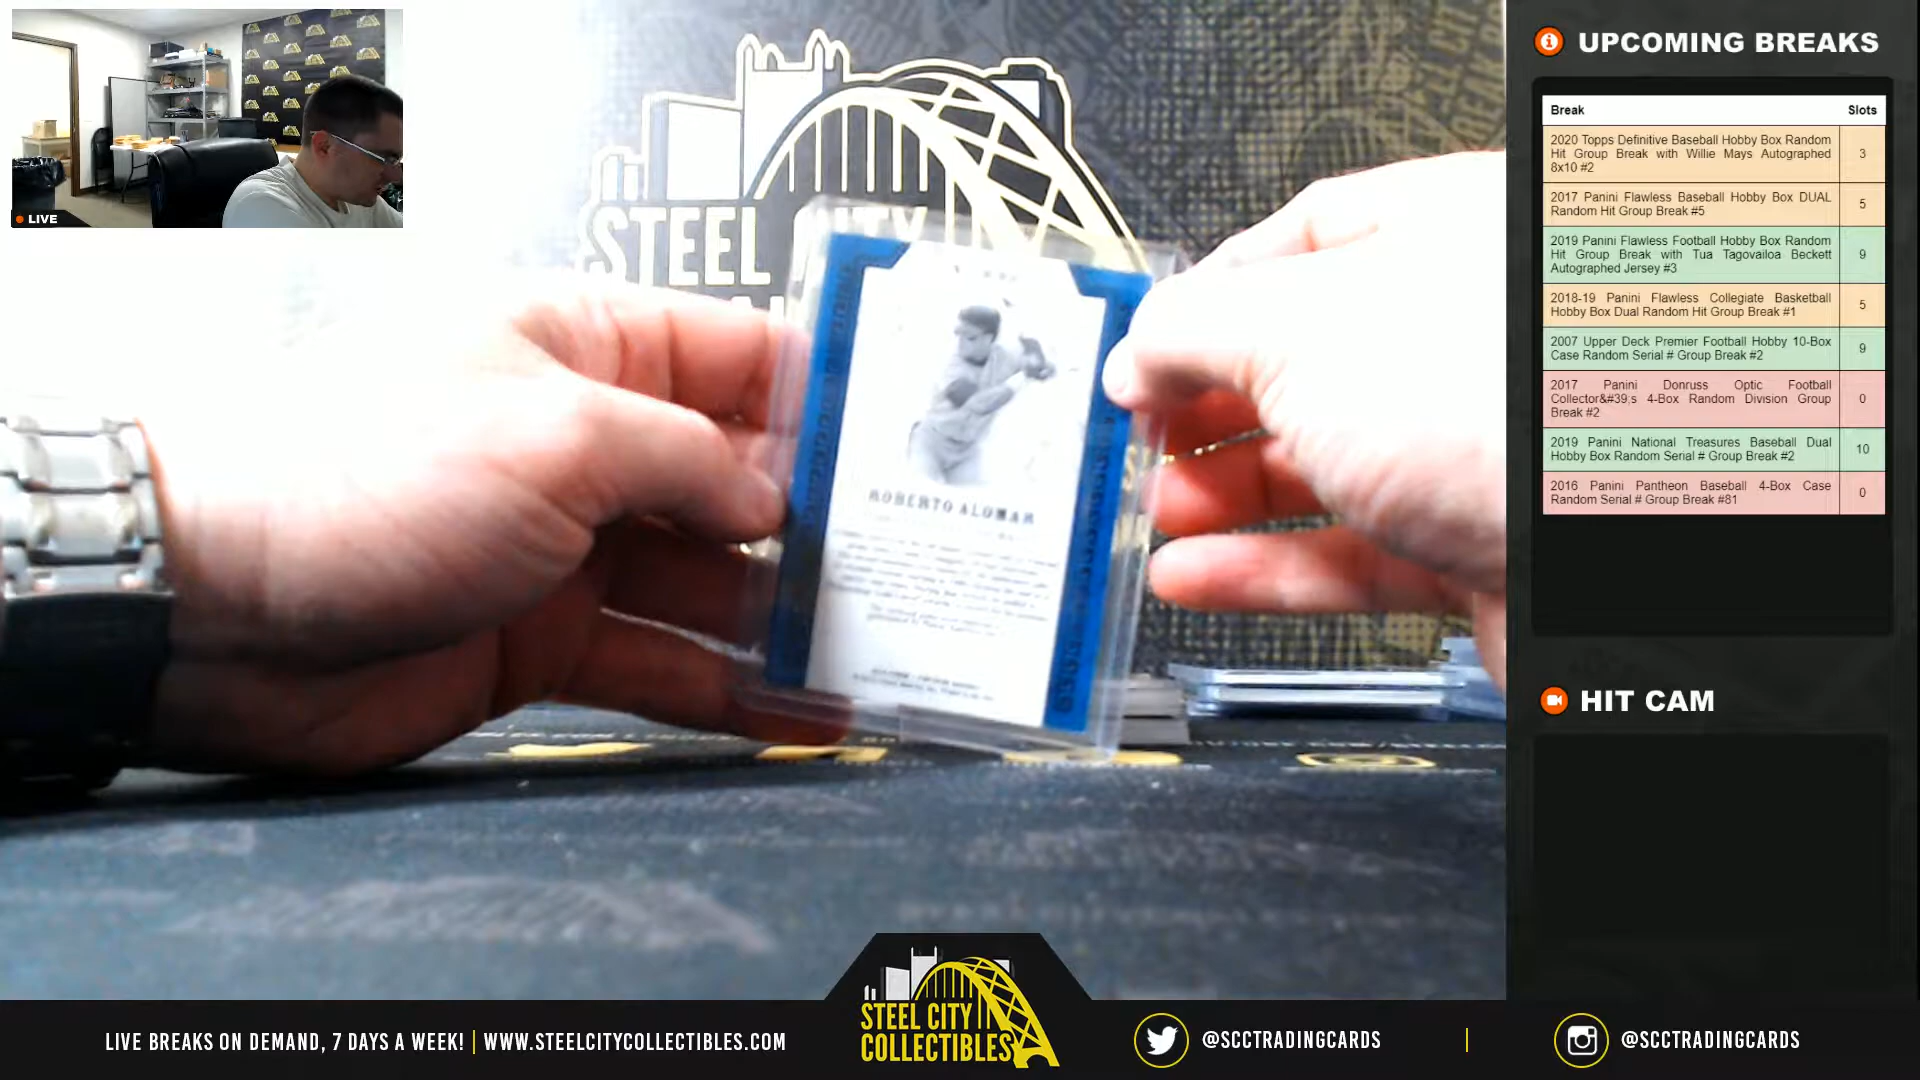 LIVE
STEEL CITY
ROBERTO ALOMAR
UPCOMING BREAKS
Break Slots
2020 Topps Definitive Baseball Hobby Box Random
Hit Group Break with Willie Mays Autographed
8x10 #2
3
2017 Panini Flawless Baseball Hobby Box DUAL
Random Hit Group Break #5
5
2019 Panini Flawless Football Hobby Box Random
Hit Group Break with Tua Tagovailoa Beckett
Autographed Jersey #3
9
2018-19 Panini Flawless Collegiate Basketball
Hobby Box Dual Random Hit Group Break #1
5
2007 Upper Deck Premier Football Hobby 10-Box
Case Random Serial # Group Break #2
9
2017 Panini Donruss Optic Football
Collector&#39;s 4-Box Random Division Group
Break #2
0
2019 Panini National Treasures Baseball Dual
Hobby Box Random Serial # Group Break #2
10
2016 Panini Pantheon Baseball 4-Box Case
Random Serial # Group Break #81
0
HIT CAM
LIVE BREAKS ON DEMAND, 7 DAYS A WEEK! | WWW.STEELCITYCOLLECTIBLES.COM
STEEL CITY
COLLECTIBLES
@SCCTRADINGCARDS
@SCCTRADINGCARDS